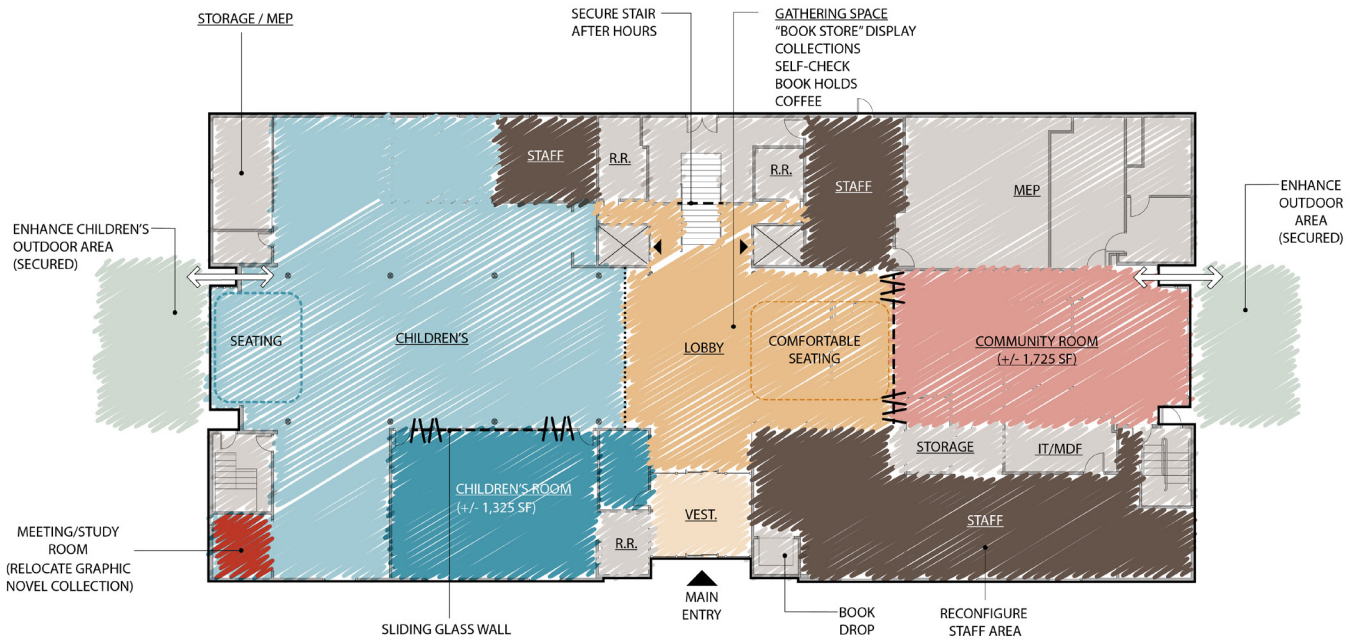 STORAGE / MEP
SECURE STAIR
AFTER HOURS
GATHERING SPACE
“BOOK STORE” DISPLAY
COLLECTIONS
SELF-CHECK
BOOK HOLDS
COFFEE
STAFF
R.R.
R.R.
STAFF
MEP
ENHANCE CHILDREN’S
OUTDOOR AREA
(SECURED)
ENHANCE
OUTDOOR
AREA
(SECURED)
SEATING
CHILDREN’S
LOBBY
COMFORTABLE
SEATING
COMMUNITY ROOM
(+/- 1,725 SF)
STORAGE
IT/MDF
CHILDREN’S ROOM
(+/- 1,325 SF)
VEST.
STAFF
R.R.
MEETING/STUDY
ROOM
(RELOCATE GRAPHIC
NOVEL COLLECTION)
SLIDING GLASS WALL
MAIN
ENTRY
BOOK
DROP
RECONFIGURE
STAFF AREA